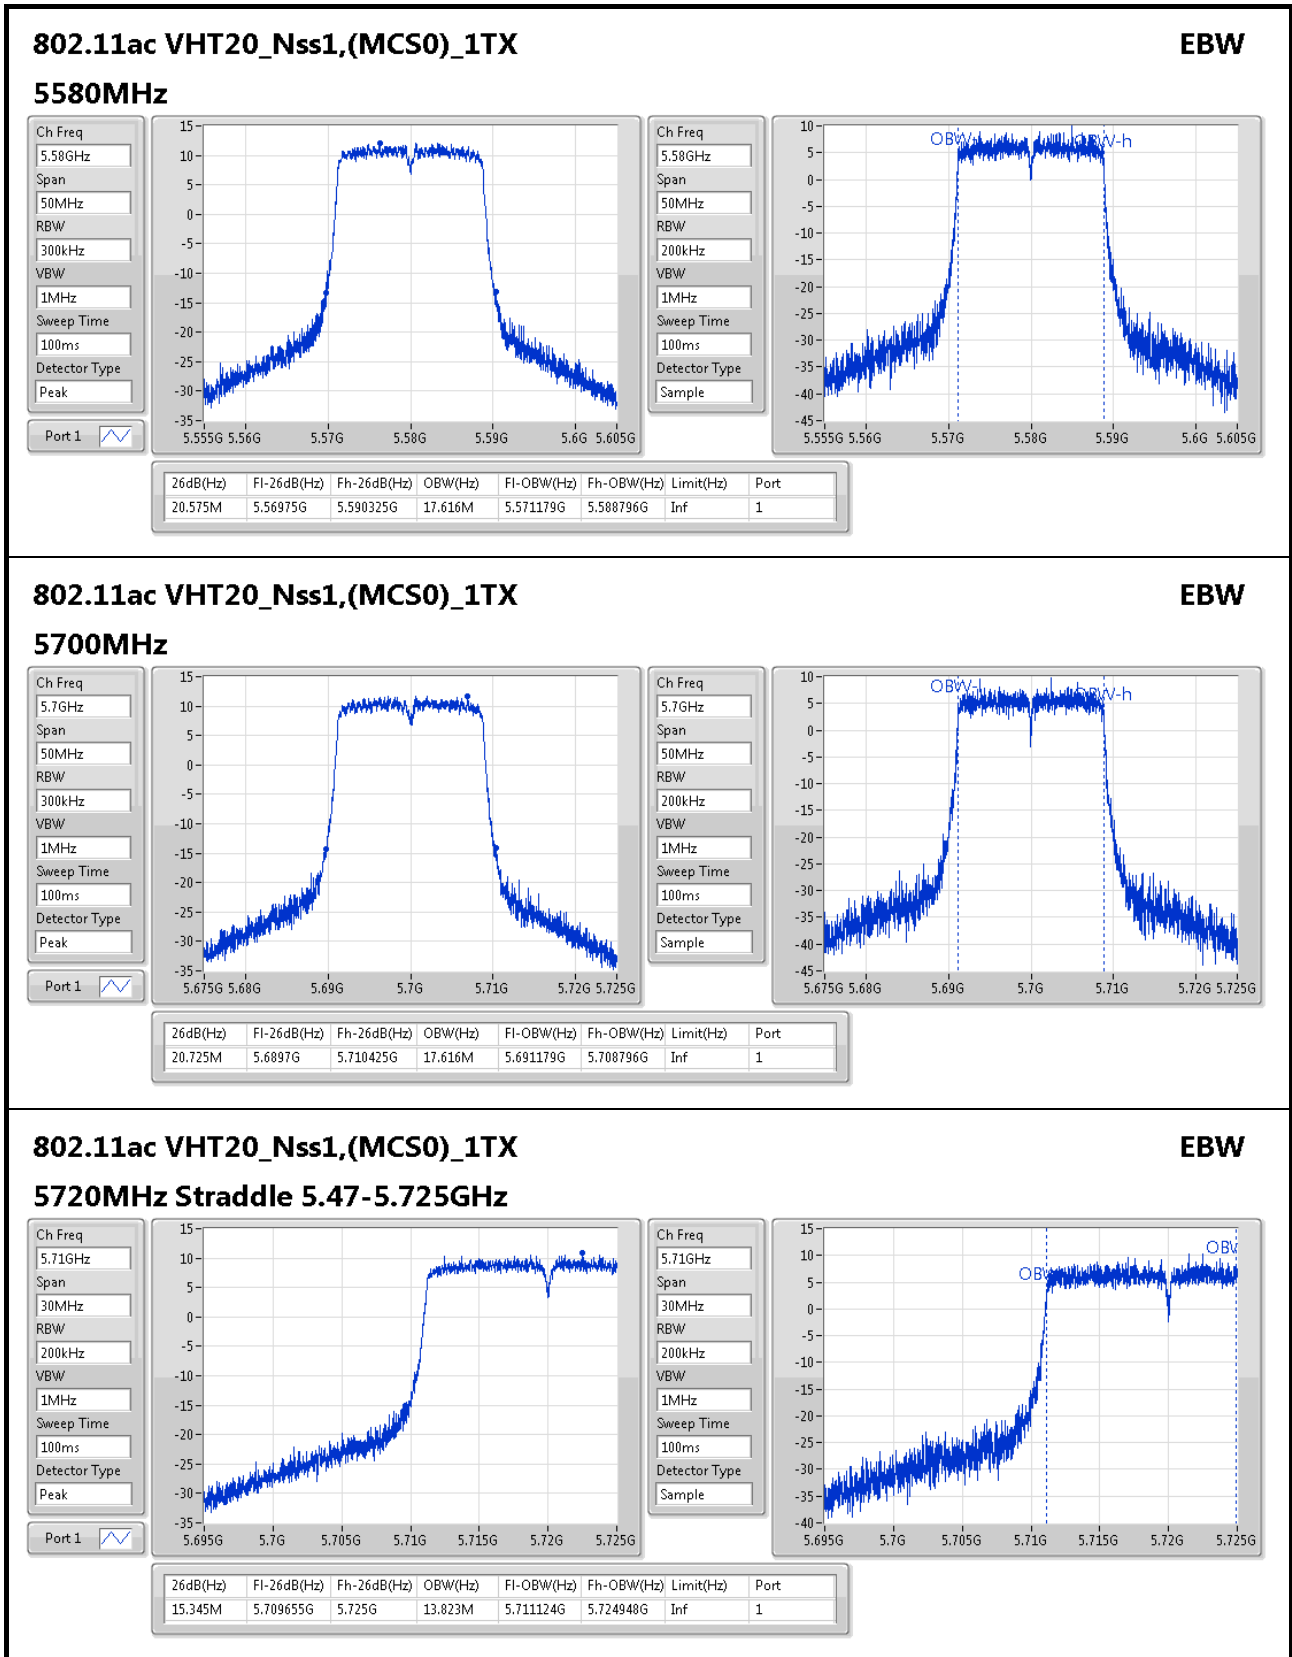 802.11ac VHT20_Nss1,(MCS0)_1TX EBW
5580MHz
Ch Freq
5.58GHz
Span
50MHz
RBW
300kHz
VBW
1MHz
Sweep Time
100ms
Detector Type
Peak
Port 1
15
10
5
0
-5
-10
-15
-20
-25
-30
-35
5.555G 5.56G 5.57G 5.58G 5.59G 5.6G 5.605G
Ch Freq
5.58GHz
Span
50MHz
RBW
200kHz
VBW
1MHz
Sweep Time
100ms
Detector Type
Sample
10
5
0
-5
-10
-15
-20
-25
-30
-35
-40
-45
OBW-h
5.555G 5.56G 5.57G 5.58G 5.59G 5.6G 5.605G
26dB(Hz) Fl-26dB(Hz) Fh-26dB(Hz) OBW(Hz) Fl-OBW(Hz) Fh-OBW(Hz) Limit(Hz) Port
20.575M 5.56975G 5.590325G 17.616M 5.571179G 5.588796G Inf 1
802.11ac VHT20_Nss1,(MCS0)_1TX EBW
5700MHz
Ch Freq
5.7GHz
Span
50MHz
RBW
300kHz
VBW
1MHz
Sweep Time
100ms
Detector Type
Peak
Port 1
15
10
5
0
-5
-10
-15
-20
-25
-30
-35
5.675G 5.68G 5.69G 5.7G 5.71G 5.72G 5.725G
Ch Freq
5.7GHz
Span
50MHz
RBW
200kHz
VBW
1MHz
Sweep Time
100ms
Detector Type
Sample
10
5
0
-5
-10
-15
-20
-25
-30
-35
-40
-45
OBW-l OBW-h
5.675G 5.68G 5.69G 5.7G 5.71G 5.72G 5.725G
26dB(Hz) Fl-26dB(Hz) Fh-26dB(Hz) OBW(Hz) Fl-OBW(Hz) Fh-OBW(Hz) Limit(Hz) Port
20.725M 5.6897G 5.710425G 17.616M 5.691179G 5.708796G Inf 1
802.11ac VHT20_Nss1,(MCS0)_1TX EBW
5720MHz Straddle 5.47-5.725GHz
Ch Freq
5.71GHz
Span
30MHz
RBW
200kHz
VBW
1MHz
Sweep Time
100ms
Detector Type
Peak
Port 1
15
10
5
0
-5
-10
-15
-20
-25
-30
-35
5.695G 5.7G 5.705G 5.71G 5.715G 5.72G 5.725G
Ch Freq
5.71GHz
Span
30MHz
RBW
200kHz
VBW
1MHz
Sweep Time
100ms
Detector Type
Sample
15
10
5
0
-5
-10
-15
-20
-25
-30
-35
-40
5.695G 5.7G 5.705G 5.71G 5.715G 5.72G 5.725G
26dB(Hz) Fl-26dB(Hz) Fh-26dB(Hz) OBW(Hz) Fl-OBW(Hz) Fh-OBW(Hz) Limit(Hz) Port
15.345M 5.709655G 5.725G 13.823M 5.711124G 5.724948G Inf 1